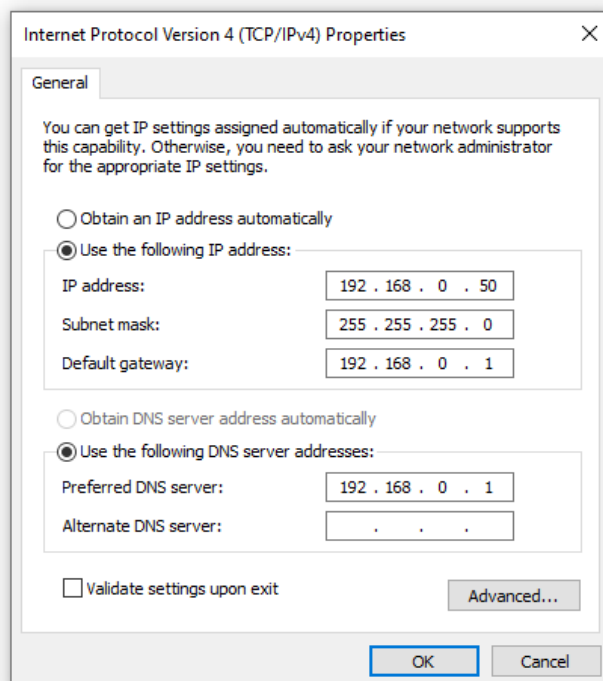 Internet Protocol Version 4 (TCP/IPv4) Properties
General
You can get IP settings assigned automatically if your network supports
this capability. Otherwise, you need to ask your network administrator
for the appropriate IP settings.
Obtain an IP address automatically
Use the following IP address:
IP address: 192 . 168 . 0 . 50
Subnet mask: 255 . 255 . 255 . 0
Default gateway: 192 . 168 . 0 . 1
Obtain DNS server address automatically
Use the following DNS server addresses:
Preferred DNS server: 192 . 168 . 0 . 1
Alternate DNS server: . . .
Validate settings upon exit
Advanced...
OK Cancel